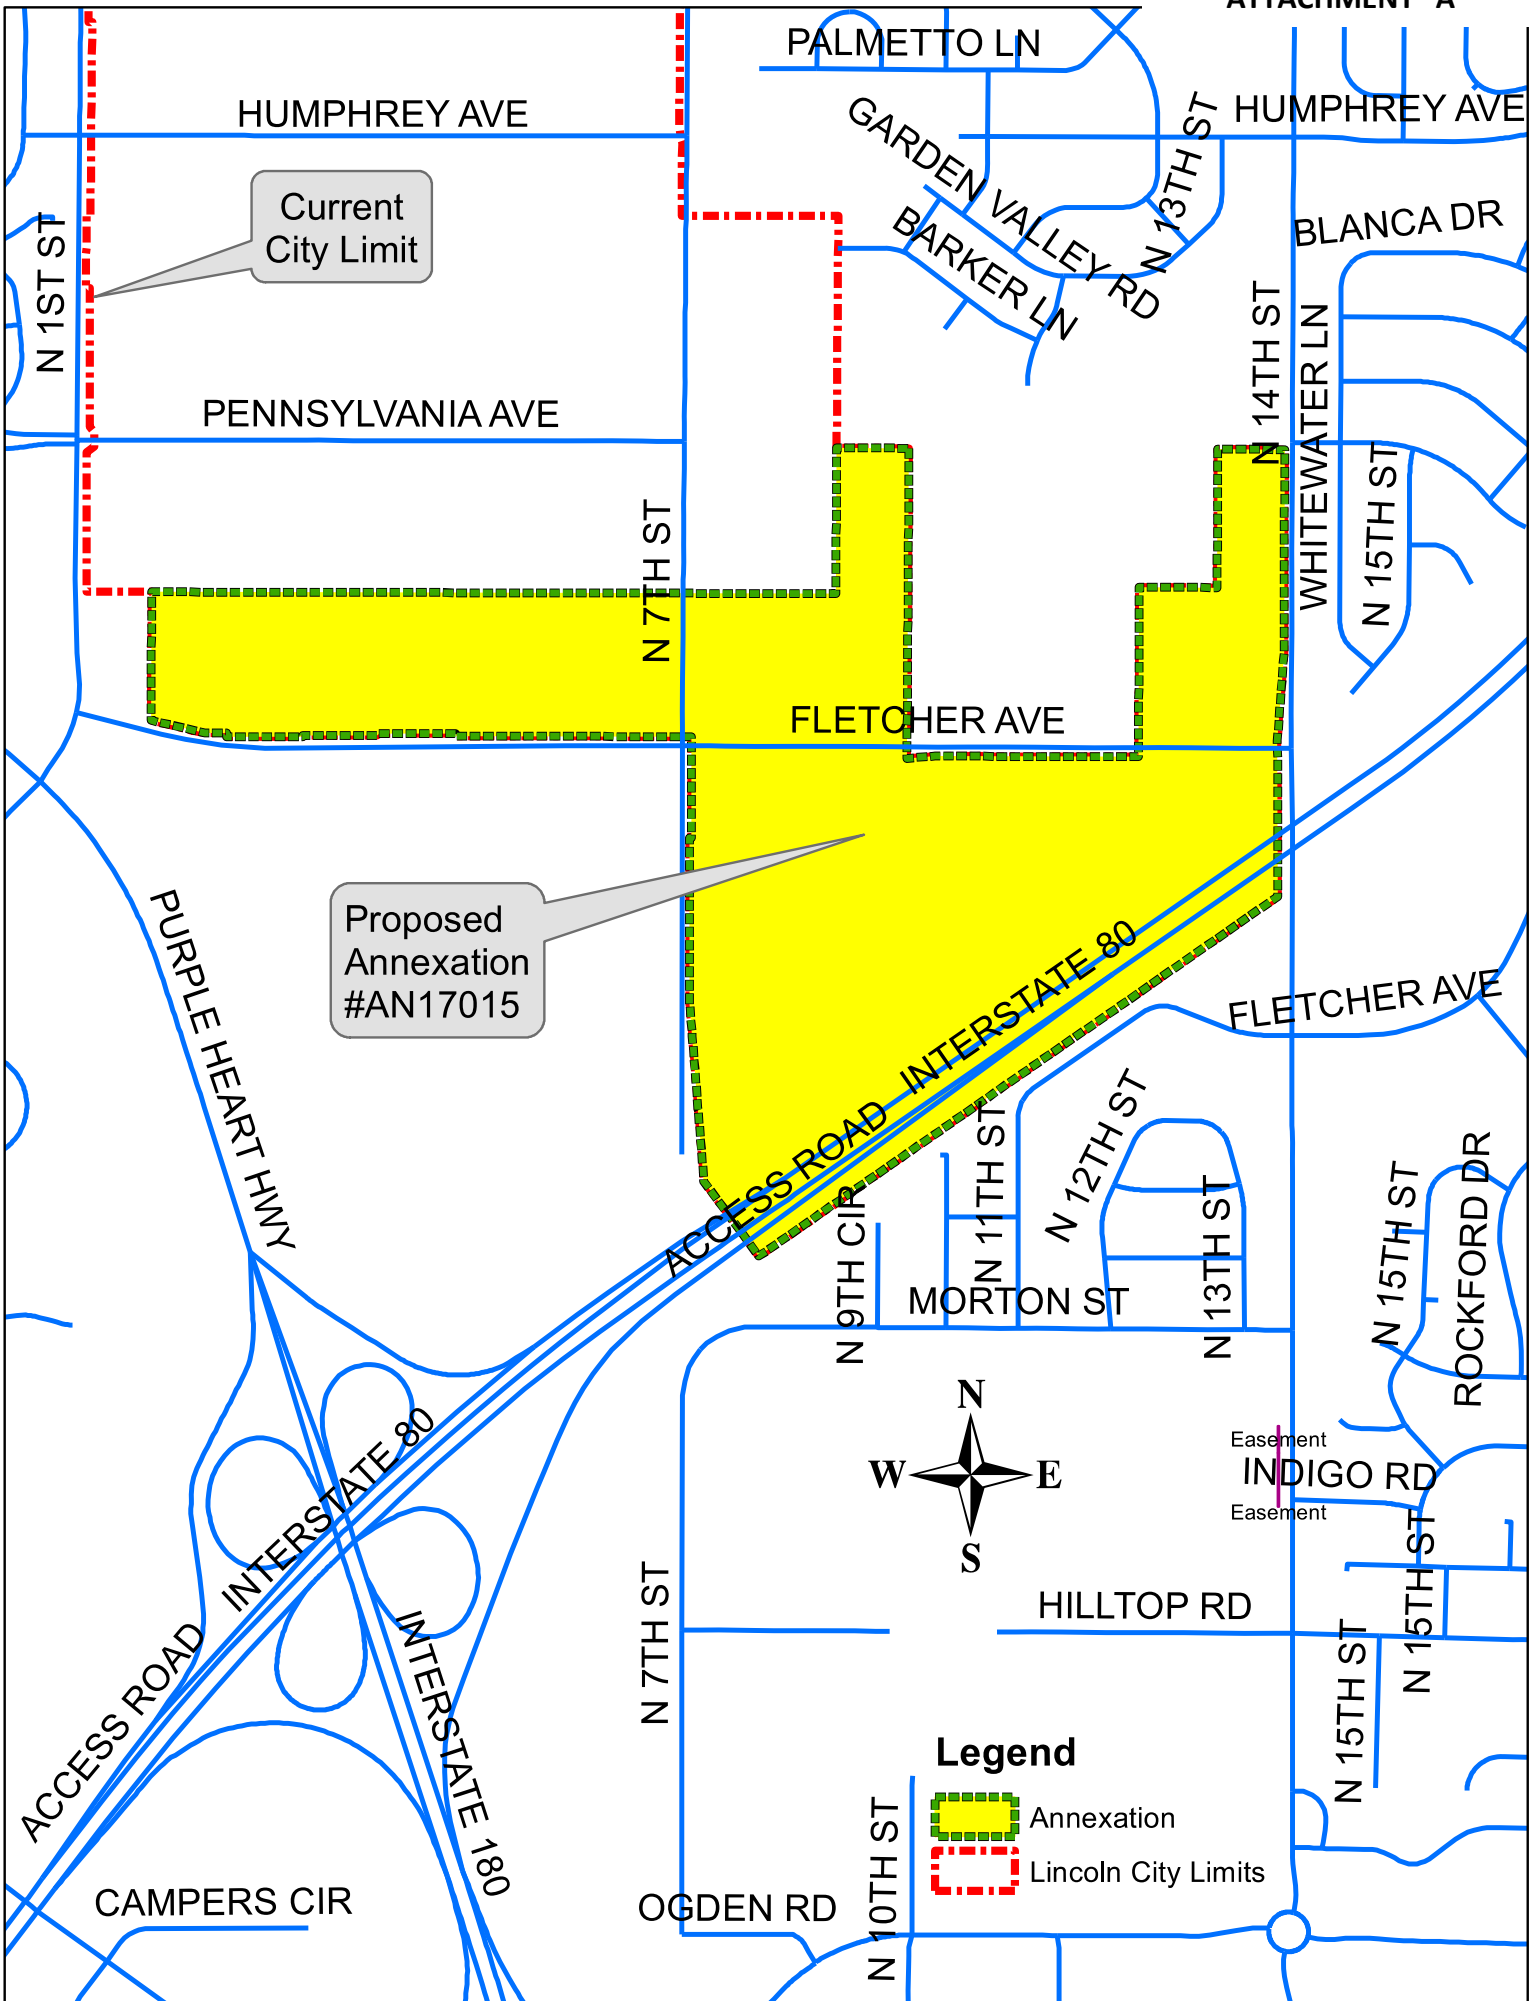 ATTACHMENT "A"
PALMETTO LN
HUMPHREY AVE
HUMPHREY AVE
GARDEN VALLEY RD
N 13TH ST
Current
City Limit
BARKER LN
BLANCA DR
N 1ST ST
N 14TH ST
WHITEWATER LN
PENNSYLVANIA AVE
N 15TH ST
N 7TH ST
FLETCHER AVE
Proposed
Annexation
#AN17015
PURPLE HEART HWY
INTERSTATE 80
FLETCHER AVE
ACCESS ROAD
N 11TH ST
N 12TH ST
N 9TH CIR
N 13TH ST
N 15TH ST
ROCKFORD DR
MORTON ST
N
W
E
S
Easement
INDIGO RD
Easement
INTERSTATE 80
ACCESS ROAD
INTERSTATE 180
N 7TH ST
HILLTOP RD
N 15TH ST
N 15TH ST
Legend
Annexation
Lincoln City Limits
N 10TH ST
CAMPERS CIR
OGDEN RD